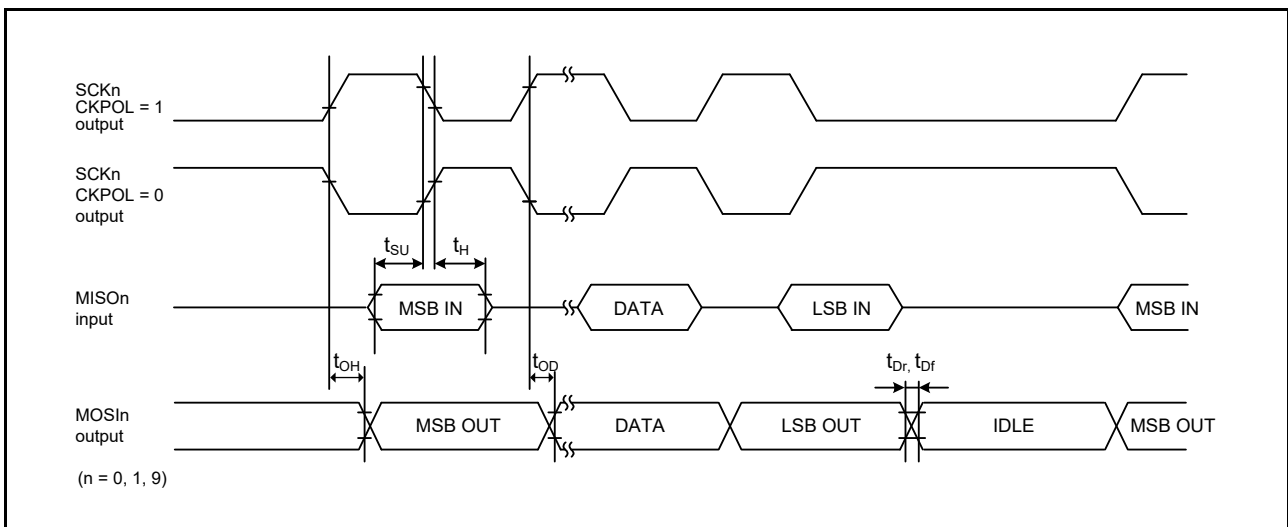 SCKn
CKPOL = 1
output
SCKn
CKPOL = 0
output
tSU
tH
MISOn
input
MSB IN
DATA
LSB IN
MSB IN
tOH
tOD
tDr, tDf
MOSIn
output
MSB OUT
DATA
LSB OUT
IDLE
MSB OUT
(n = 0, 1, 9)